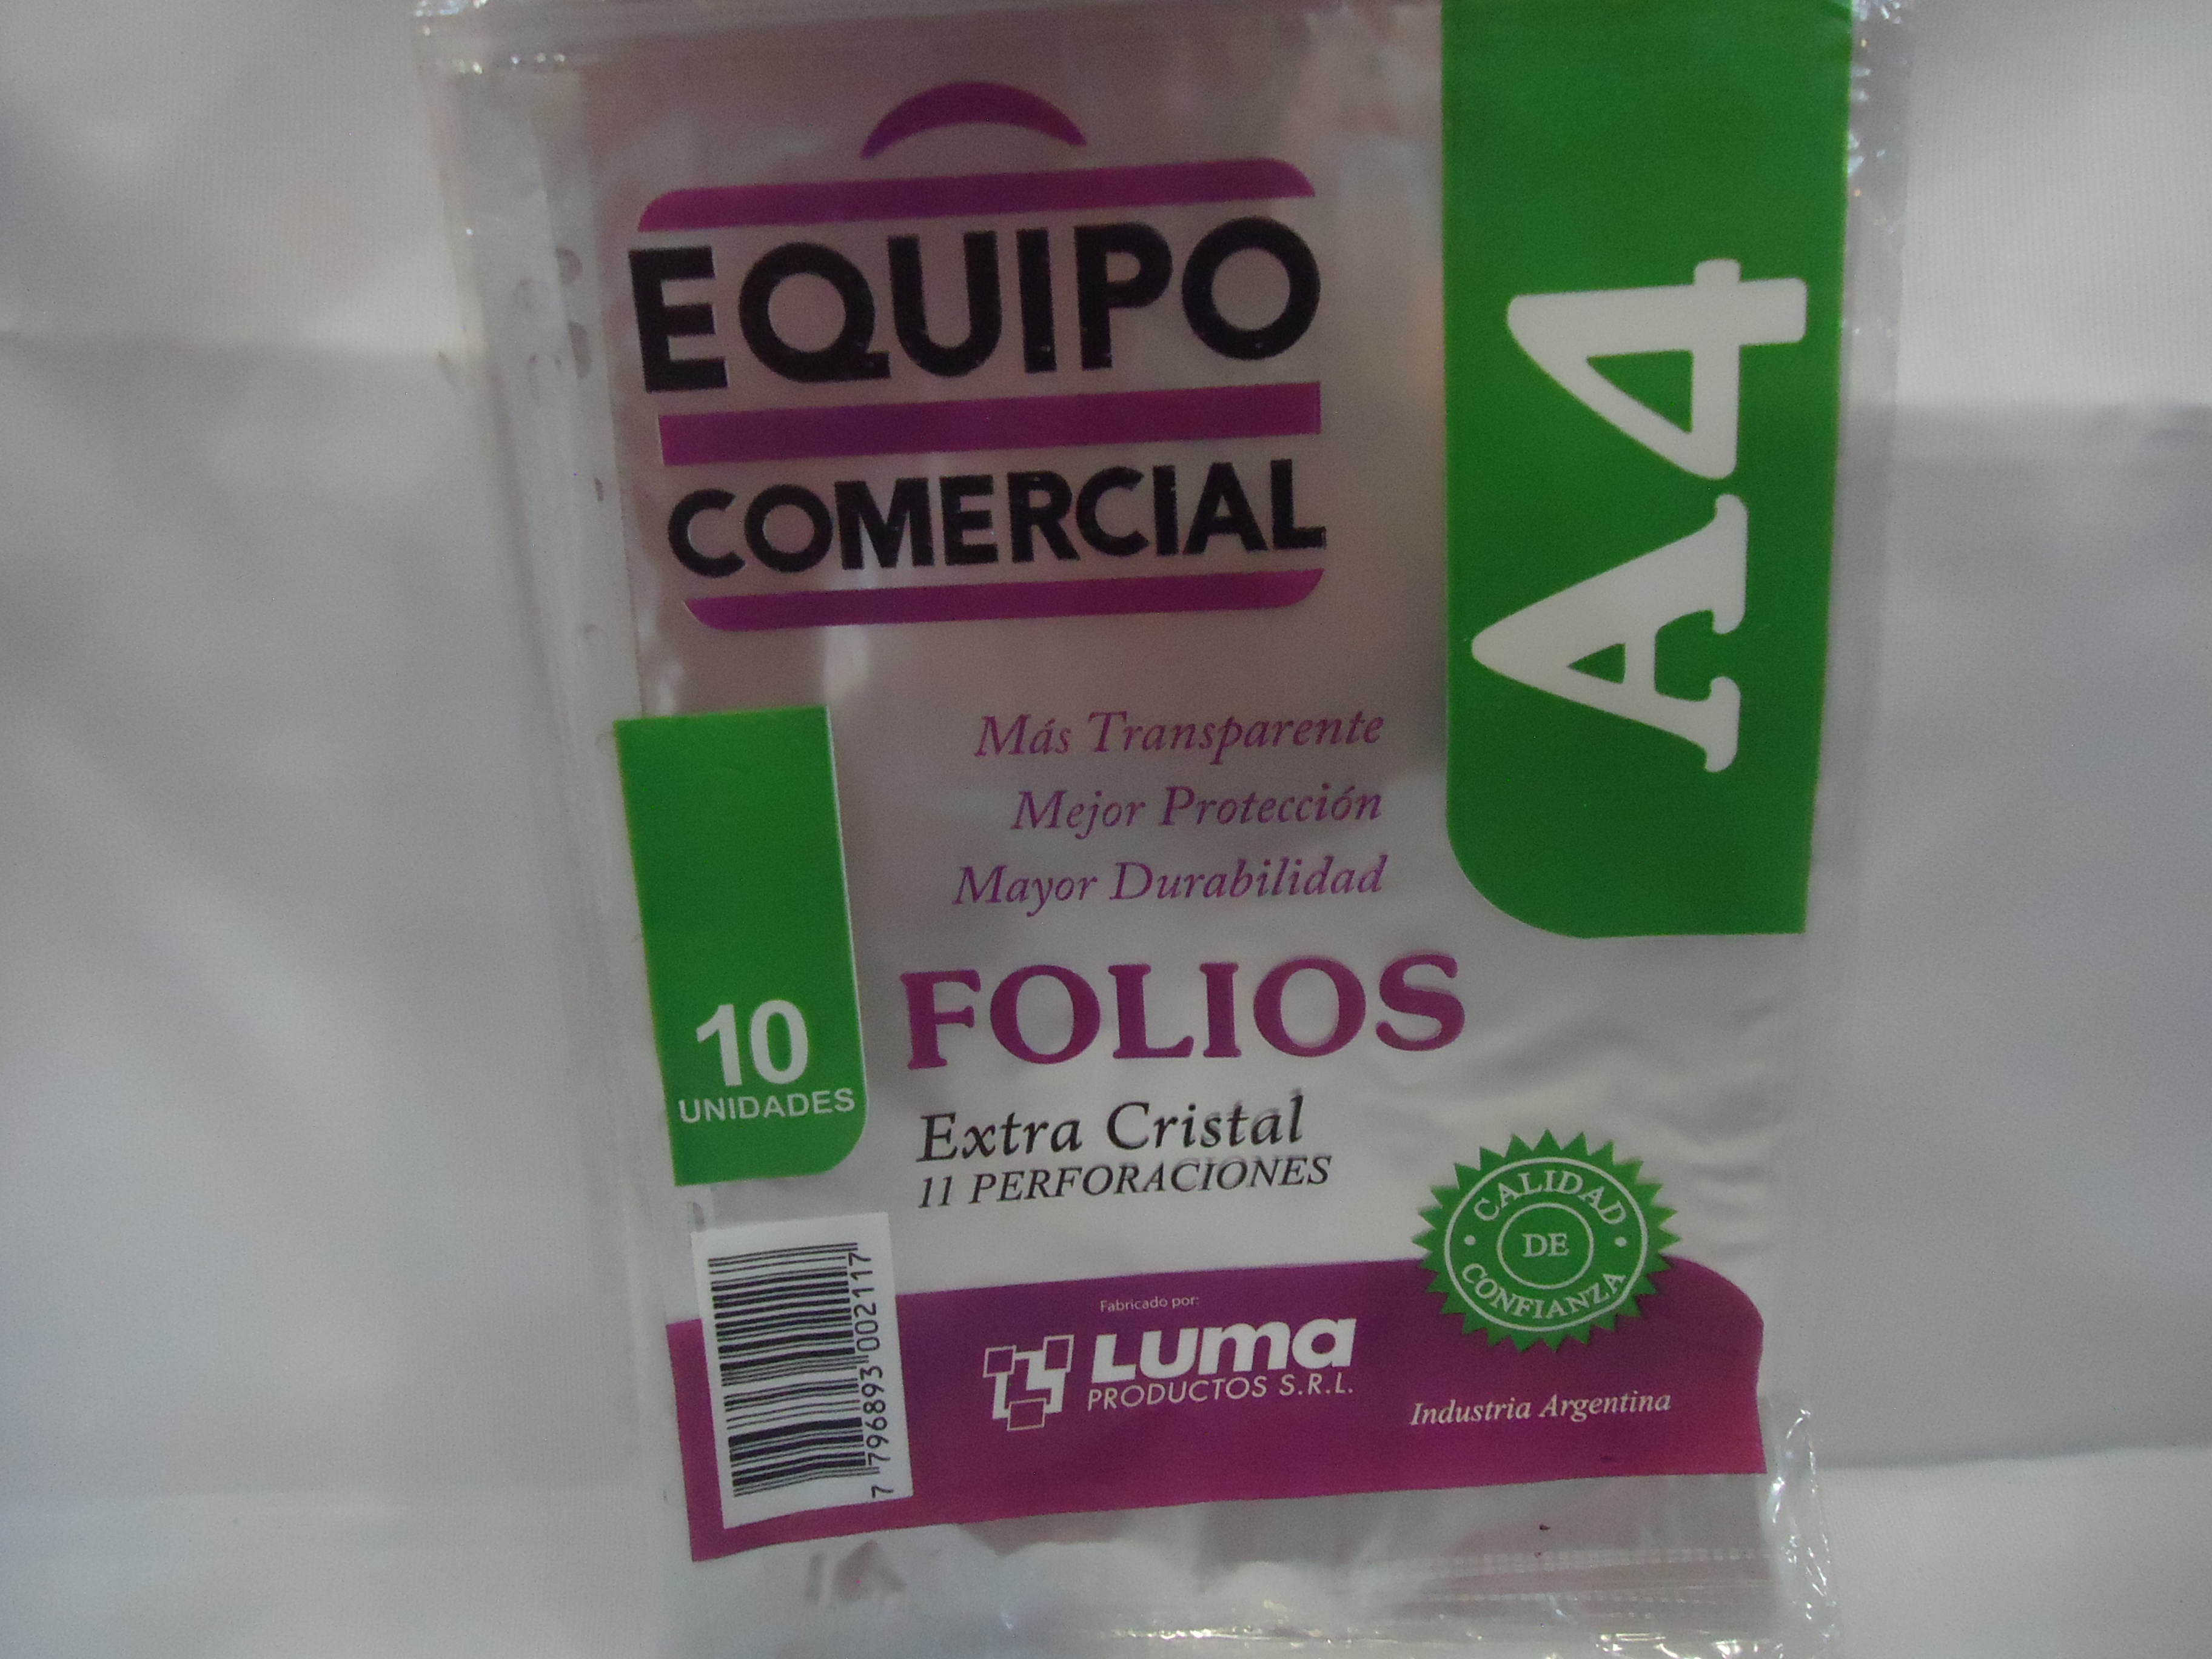 EQUIPO
COMERCIAL
A4
Más Transparente
Mejor Protección
Mayor Durabilidad
10
UNIDADES
FOLIOS
Extra Cristal
11 PERFORACIONES
CALIDAD
DE
CONFIANZA
7 796893 002117
Fabricado por:
LUMA
PRODUCTOS S.R.L.
Industria Argentina